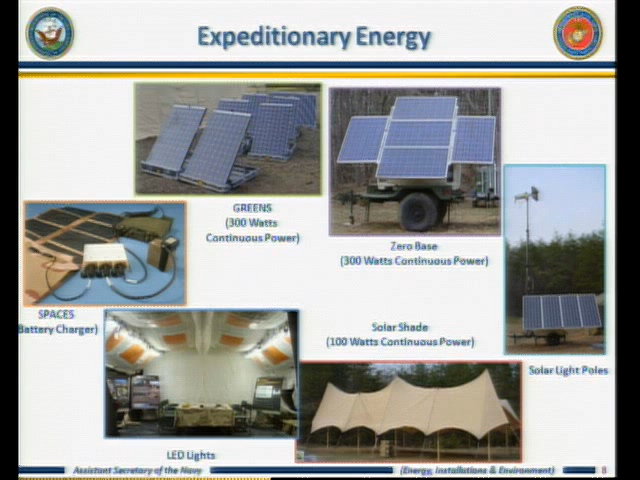 Expeditionary Energy
GREENS
(300 Watts
Continuous Power)
Zero Base
(300 Watts Continuous Power)
SPACES
Battery Charger)
Solar Shade
(100 Watts Continuous Power)
Solar Light Poles
LED Lights
Assistant Secretary of the Navy
(Energy, Installations & Environment)
8